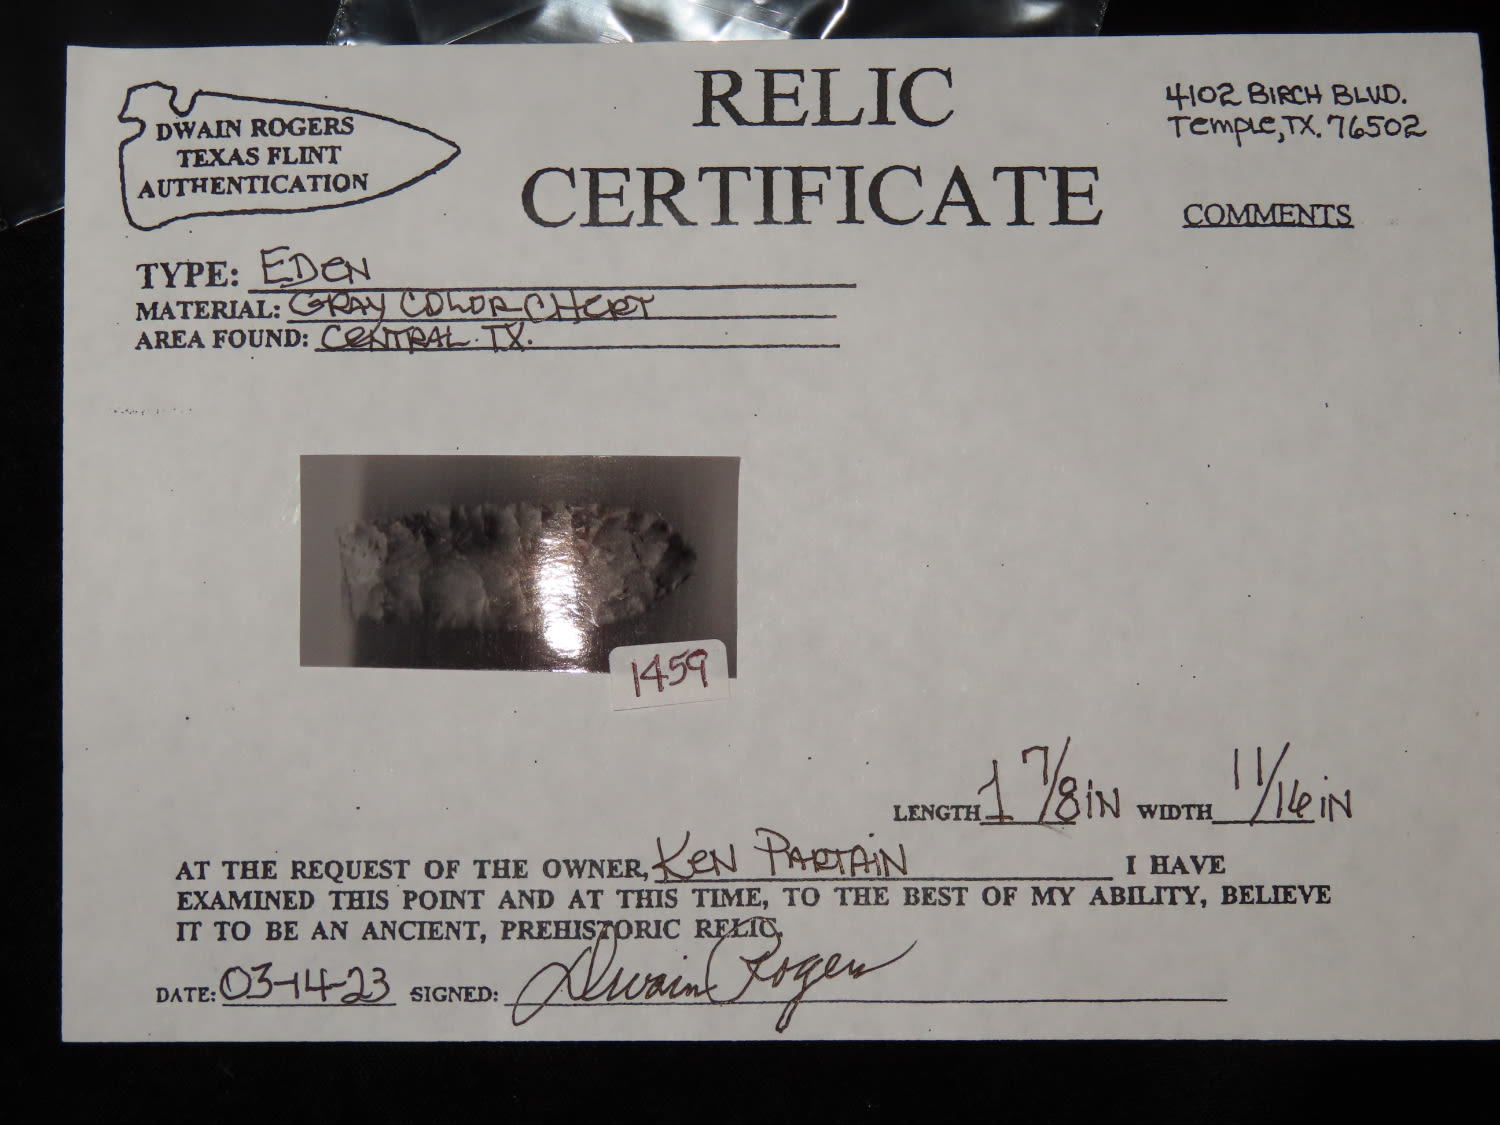 DWAIN ROGERS
TEXAS FLINT
AUTHENTICATION
RELIC
CERTIFICATE
4102 BIRCH BLVD.
Temple, TX. 76502
COMMENTS
TYPE: EDEN
MATERIAL: GRAY COLOR CHERT
AREA FOUND: CENTRAL TX.
1459
LENGTH 1 7/8 IN WIDTH 11/16 IN
AT THE REQUEST OF THE OWNER, KEN PARTAIN I HAVE
EXAMINED THIS POINT AND AT THIS TIME, TO THE BEST OF MY ABILITY, BELIEVE
IT TO BE AN ANCIENT, PREHISTORIC RELIC.
DATE: 03-14-23 SIGNED: Dwain Rogers